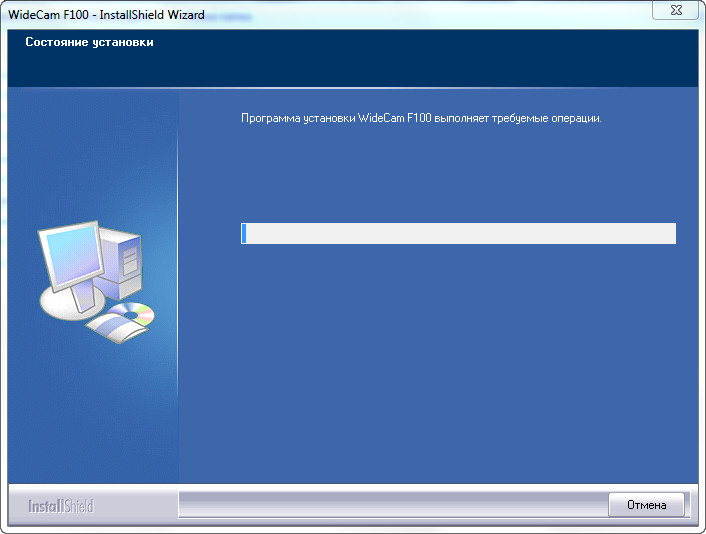 WideCam F100 - InstallShield Wizard
Состояние установки
Программа установки WideCam F100 выполняет требуемые операции.
InstallShield
Отмена